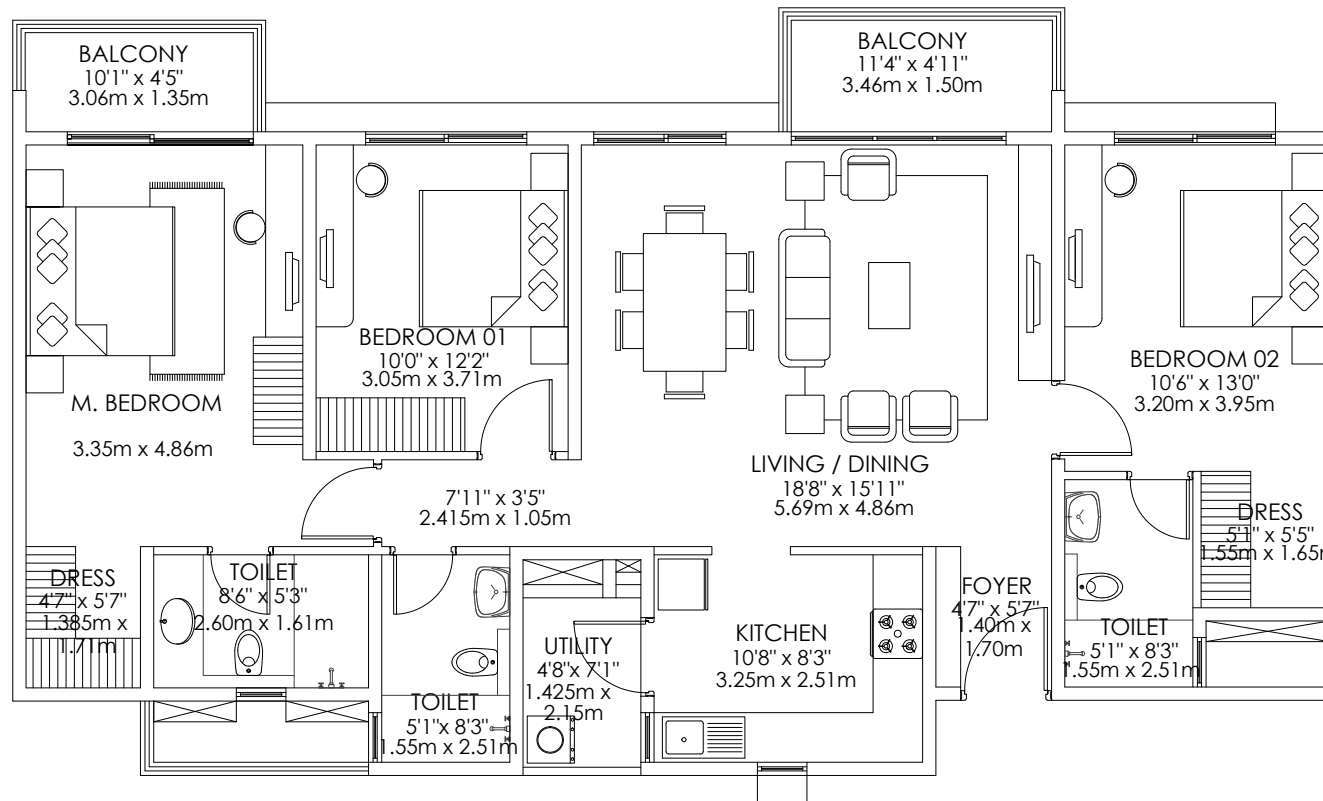 BALCONY
10'1" x 4'5"
3.06m x 1.35m
BALCONY
11'4" x 4'11"
3.46m x 1.50m
BEDROOM 01
10'0" x 12'2"
3.05m x 3.71m
BEDROOM 02
10'6" x 13'0"
3.20m x 3.95m
M. BEDROOM
3.35m x 4.86m
LIVING / DINING
18'8" x 15'11"
5.69m x 4.86m
7'11" x 3'5"
2.415m x 1.05m
DRESS
4'7" x 5'7"
1.385m x
1.71m
TOILET
8'6" x 5'3"
2.60m x 1.61m
TOILET
5'1"x 8'3"
1.55m x 2.51m
UTILITY
4'8"x 7'1"
1.425m x
2.15m
KITCHEN
10'8" x 8'3"
3.25m x 2.51m
FOYER
4'7" x 5'7"
1.40m x
1.70m
DRESS
5'1" x 5'5"
1.55m x 1.65m
TOILET
5'1" x 8'3"
1.55m x 2.51m